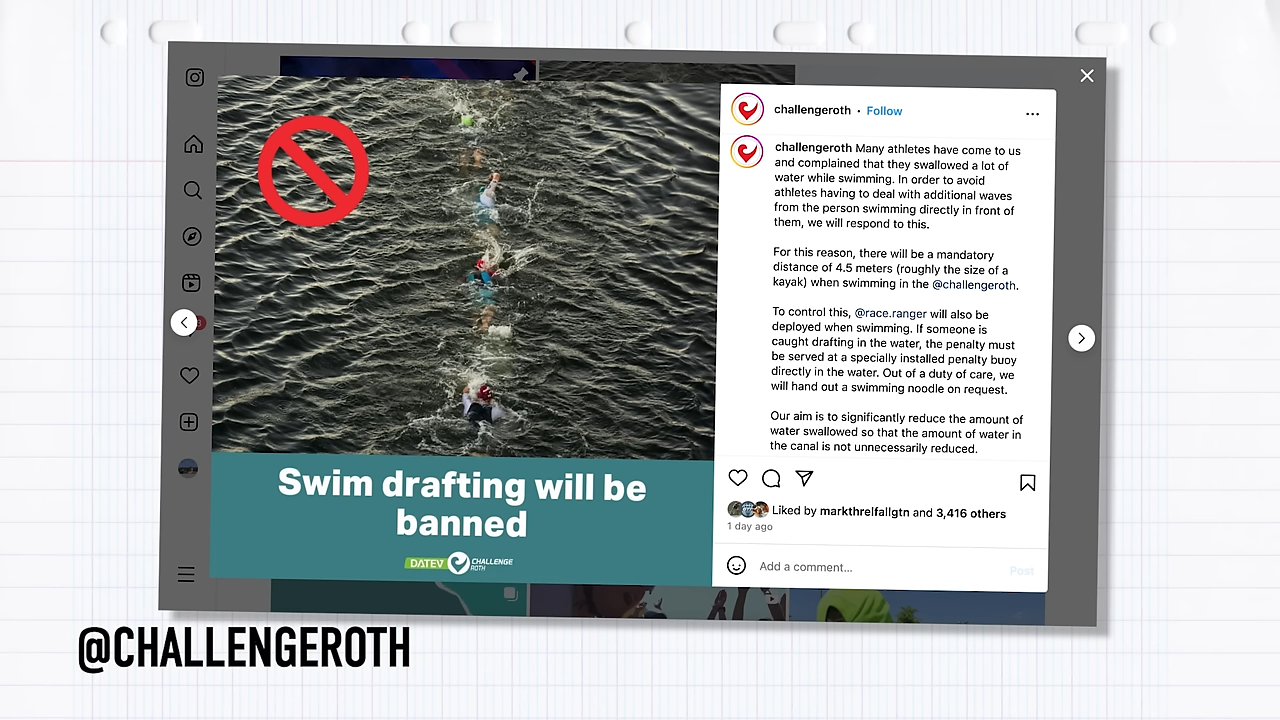 challengeroth • Follow
challengeroth Many athletes have come to us
and complained that they swallowed a lot of
water while swimming. In order to avoid
athletes having to deal with additional waves
from the person swimming directly in front of
them, we will respond to this.
For this reason, there will be a mandatory
distance of 4.5 meters (roughly the size of a
kayak) when swimming in the @challengeroth.
To control this, @race.ranger will also be
deployed when swimming. If someone is
caught drafting in the water, the penalty must
be served at a specially installed penalty buoy
directly in the water. Out of a duty of care, we
will hand out a swimming noodle on request.
Our aim is to significantly reduce the amount of
water swallowed so that the amount of water in
the canal is not unnecessarily reduced.
Liked by markthrelfallgtn and 3,416 others
1 day ago
Add a comment...
Post
Swim drafting will be
banned
DATEV CHALLENGE
ROTH
@CHALLENGEROTH